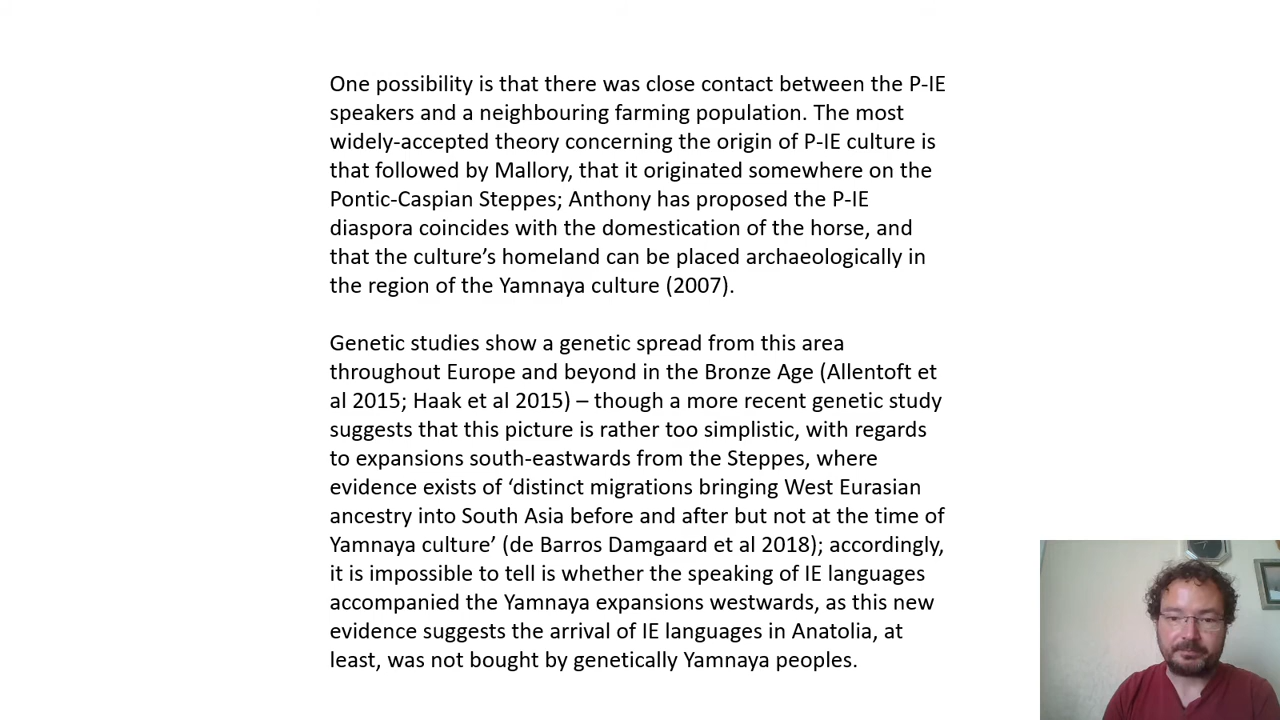 One possibility is that there was close contact between the P-IE
speakers and a neighbouring farming population. The most
widely-accepted theory concerning the origin of P-IE culture is
that followed by Mallory, that it originated somewhere on the
Pontic-Caspian Steppes; Anthony has proposed the P-IE
diaspora coincides with the domestication of the horse, and
that the culture’s homeland can be placed archaeologically in
the region of the Yamnaya culture (2007).
Genetic studies show a genetic spread from this area
throughout Europe and beyond in the Bronze Age (Allentoft et
al 2015; Haak et al 2015) – though a more recent genetic study
suggests that this picture is rather too simplistic, with regards
to expansions south-eastwards from the Steppes, where
evidence exists of ‘distinct migrations bringing West Eurasian
ancestry into South Asia before and after but not at the time of
Yamnaya culture’ (de Barros Damgaard et al 2018); accordingly,
it is impossible to tell is whether the speaking of IE languages
accompanied the Yamnaya expansions westwards, as this new
evidence suggests the arrival of IE languages in Anatolia, at
least, was not bought by genetically Yamnaya peoples.